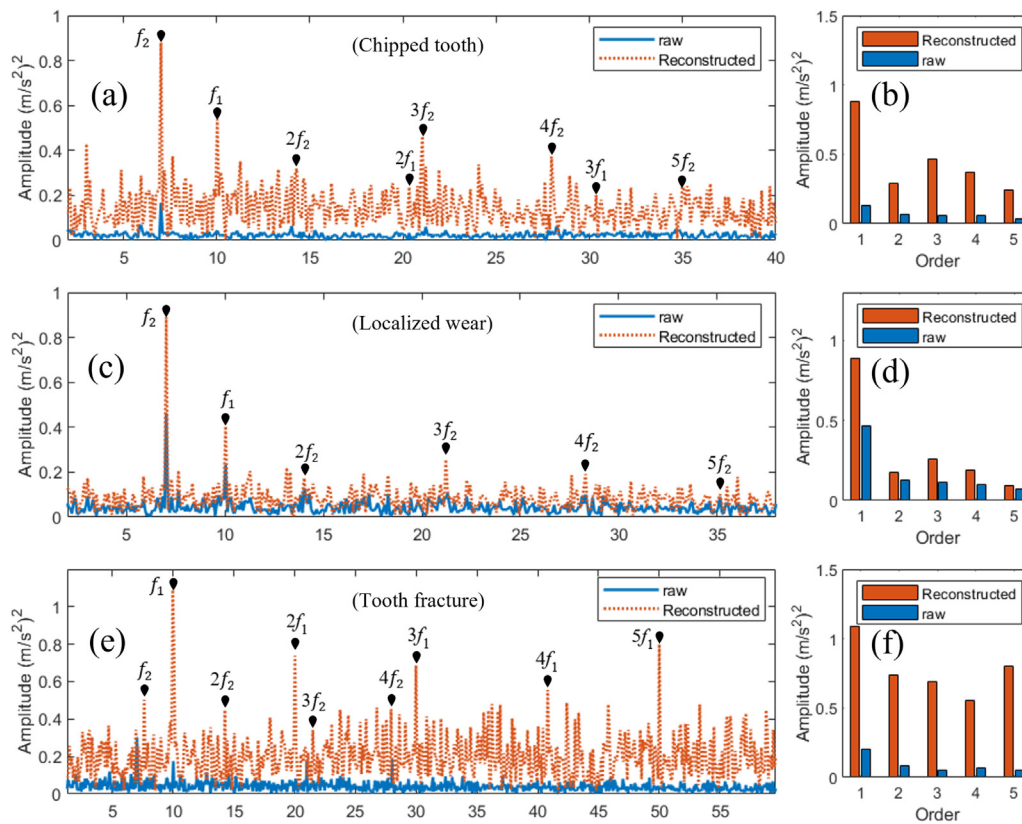 (a)
Amplitude (m/s²)²
1
0.8
0.6
0.4
0.2
0
5 10 15 20 25 30 35 40
(Chipped tooth)
raw
Reconstructed
f₂
f₁
2f₂
2f₁
3f₂
4f₂
3f₁
5f₂
(b)
Amplitude (m/s²)²
1.5
1
0.5
0
1 2 3 4 5
Order
Reconstructed
raw
(c)
Amplitude (m/s²)²
1
0.8
0.6
0.4
0.2
0
5 10 15 20 25 30 35
(Localized wear)
raw
Reconstructed
f₂
f₁
2f₂
3f₂
4f₂
5f₂
(d)
Amplitude (m/s²)²
1
0.5
0
1 2 3 4 5
Order
Reconstructed
raw
(e)
Amplitude (m/s²)²
1
0.8
0.6
0.4
0.2
0
5 10 15 20 25 30 35 40 45 50 55
(Tooth fracture)
raw
Reconstructed
f₂
f₁
2f₂
2f₁
3f₂
4f₂
3f₁
4f₁
5f₁
(f)
Amplitude (m/s²)²
1.5
1
0.5
0
1 2 3 4 5
Order
Reconstructed
raw